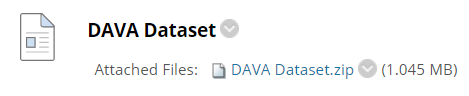 DAVA Dataset
Attached Files: DAVA Dataset.zip (1.045 MB)